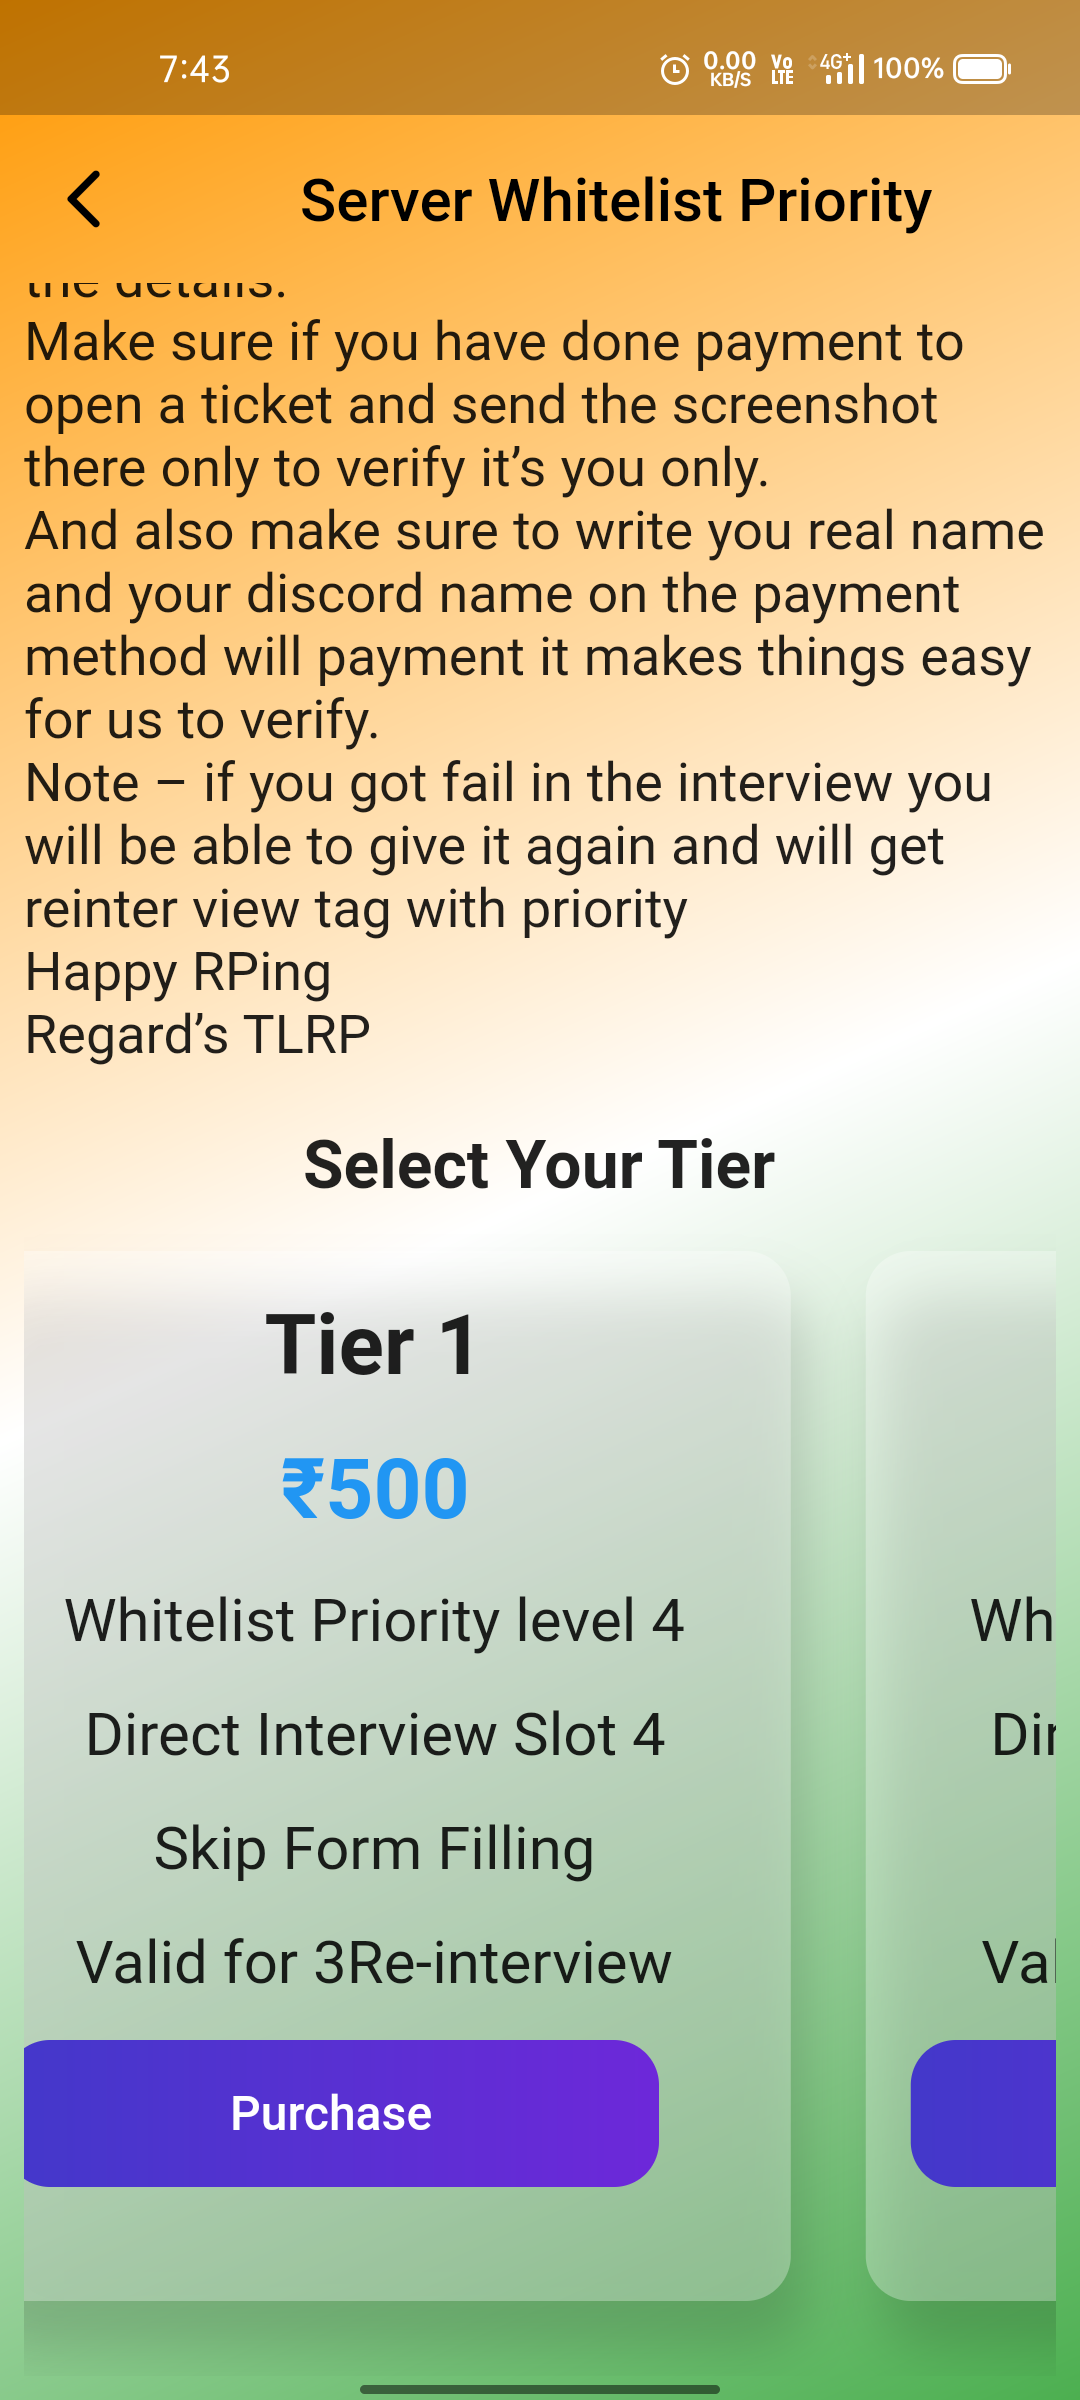 7:43
0.00
KB/S
Vo
LTE
4G+
100%
Server Whitelist Priority
the details.
Make sure if you have done payment to
open a ticket and send the screenshot
there only to verify it’s you only.
And also make sure to write you real name
and your discord name on the payment
method will payment it makes things easy
for us to verify.
Note – if you got fail in the interview you
will be able to give it again and will get
reinter view tag with priority
Happy RPing
Regard’s TLRP
Select Your Tier
Tier 1
₹500
Whitelist Priority level 4
Direct Interview Slot 4
Skip Form Filling
Valid for 3Re-interview
Purchase